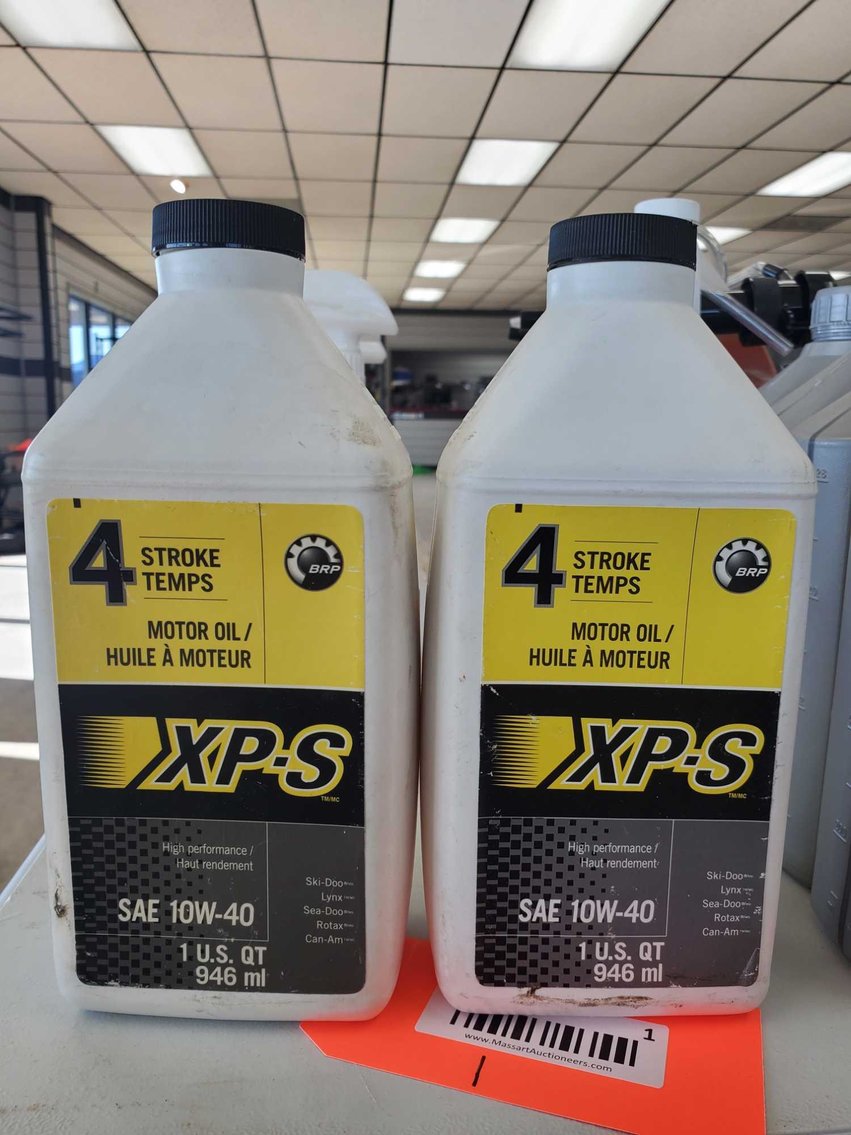 4 STROKE
TEMPS
BRP
MOTOR OIL /
HUILE À MOTEUR
XP-S
TM/MC
High performance /
Haut rendement
SAE 10W-40
1 U.S. QT
946 ml
Ski-Doo
Lynx
Sea-Doo
Rotax
Can-Am
4 STROKE
TEMPS
BRP
MOTOR OIL /
HUILE À MOTEUR
XP-S
TM/MC
High performance /
Haut rendement
SAE 10W-40
1 U.S. QT
946 ml
Ski-Doo
Lynx
Sea-Doo
Rotax
Can-Am
1
www.MassartAuctioneers.com